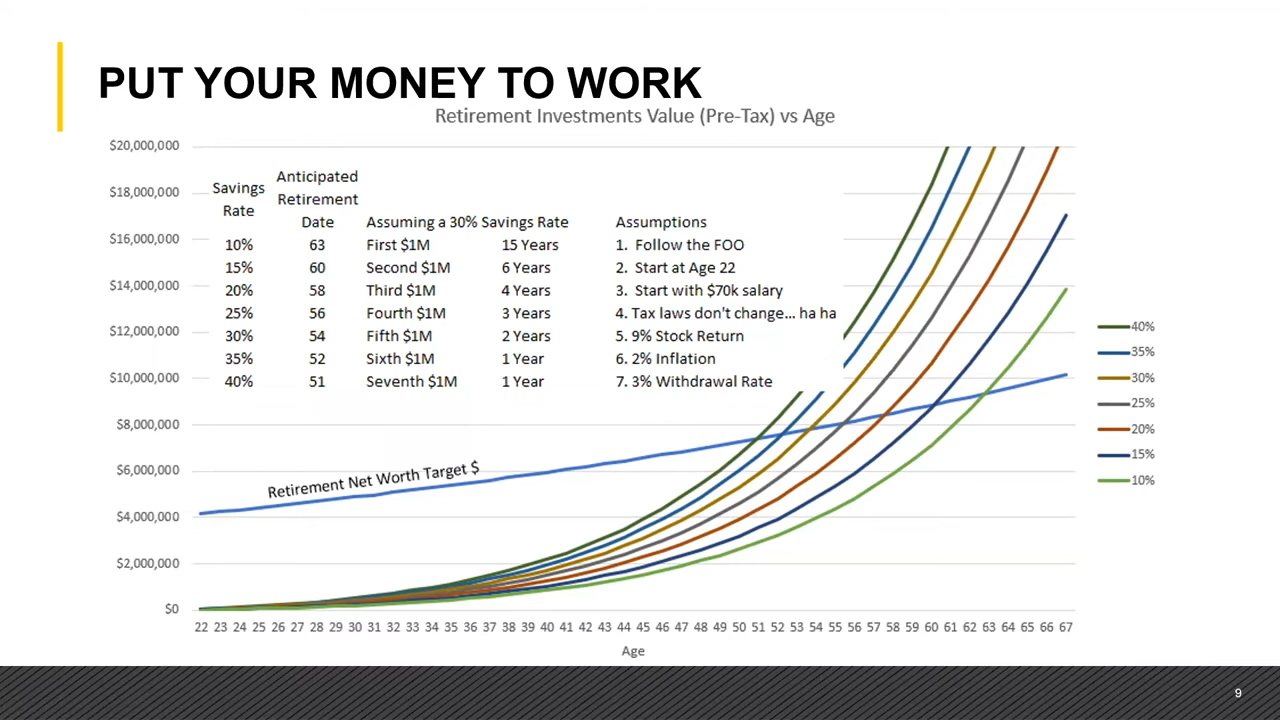 PUT YOUR MONEY TO WORK
Retirement Investments Value (Pre-Tax) vs Age
$20,000,000
$18,000,000
$16,000,000
$14,000,000
$12,000,000
$10,000,000
$8,000,000
$6,000,000
$4,000,000
$2,000,000
$0
Savings Rate Anticipated Retirement Date Assuming a 30% Savings Rate Assumptions
10% 63 First $1M 15 Years 1. Follow the FOO
15% 60 Second $1M 6 Years 2. Start at Age 22
20% 58 Third $1M 4 Years 3. Start with $70k salary
25% 56 Fourth $1M 3 Years 4. Tax laws don't change... ha ha
30% 54 Fifth $1M 2 Years 5. 9% Stock Return
35% 52 Sixth $1M 1 Year 6. 2% Inflation
40% 51 Seventh $1M 1 Year 7. 3% Withdrawal Rate
Retirement Net Worth Target $
40%
35%
30%
25%
20%
15%
10%
22 23 24 25 26 27 28 29 30 31 32 33 34 35 36 37 38 39 40 41 42 43 44 45 46 47 48 49 50 51 52 53 54 55 56 57 58 59 60 61 62 63 64 65 66 67
Age
9